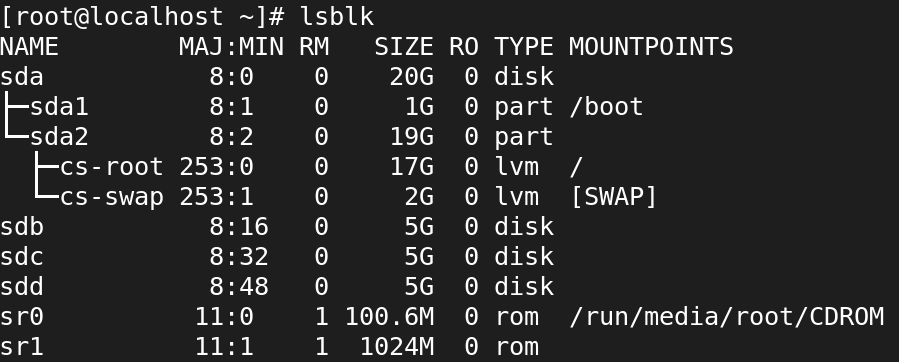 [root@localhost ~]# lsblk
NAME        MAJ:MIN RM   SIZE RO TYPE MOUNTPOINTS
sda           8:0    0    20G  0 disk
├─sda1        8:1    0     1G  0 part /boot
└─sda2        8:2    0    19G  0 part
  ├─cs-root 253:0    0    17G  0 lvm  /
  └─cs-swap 253:1    0     2G  0 lvm  [SWAP]
sdb           8:16   0     5G  0 disk
sdc           8:32   0     5G  0 disk
sdd           8:48   0     5G  0 disk
sr0          11:0    1 100.6M  0 rom  /run/media/root/CDROM
sr1          11:1    1  1024M  0 rom